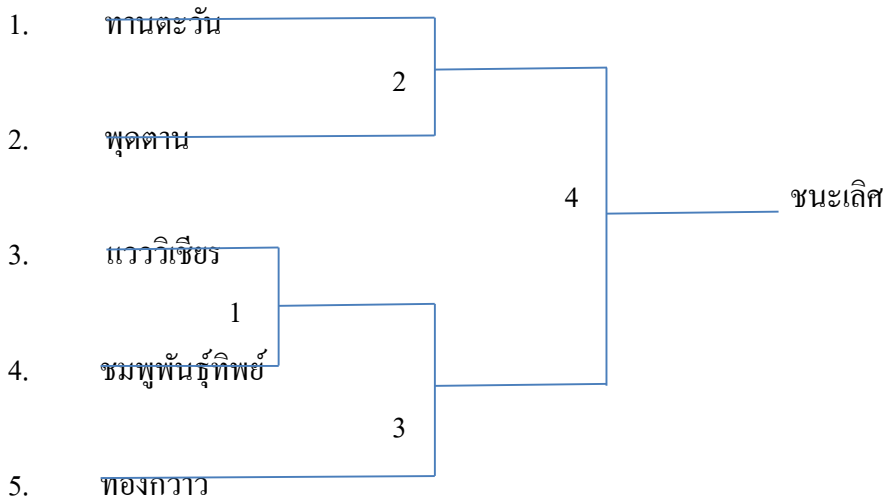 1. ทานตะวัน
2
2. พุดตาน
4 ชนะเลิศ
3. แววิเชียร
1
4. ชมพูพันธุ์ทิพย์
3
5. ทองกวาว